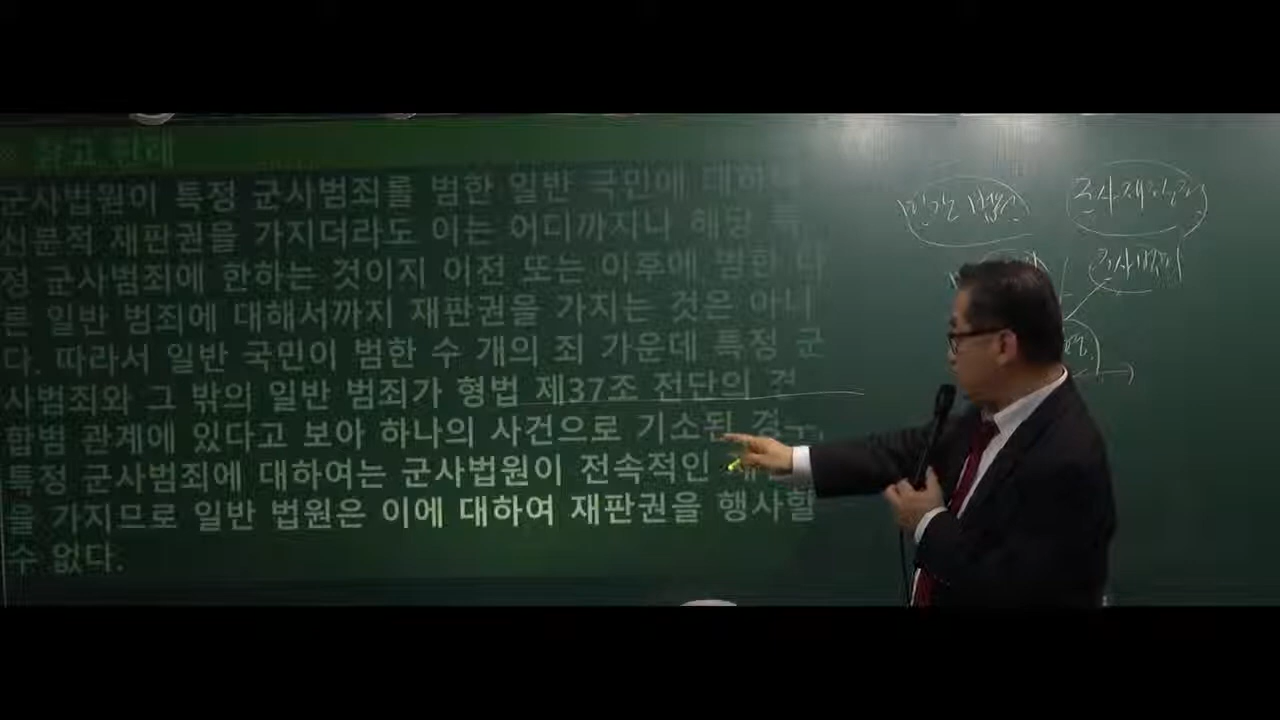 참고 판례
군사법원이 특정 군사범죄를 범한 일반 국민에 대하
신분적 재판권을 가지더라도 이는 어디까지나 해당 특
정 군사범죄에 한하는 것이지 이전 또는 이후에 범한 다
른 일반 범죄에 대해서까지 재판권을 가지는 것은 아니
다. 따라서 일반 국민이 범한 수 개의 죄 가운데 특정 군
사범죄와 그 밖의 일반 범죄가 형법 제37조 전단의 경
합범 관계에 있다고 보아 하나의 사건으로 기소된 경
특정 군사범죄에 대하여는 군사법원이 전속적인
을 가지므로 일반 법원은 이에 대하여 재판권을 행사할
수 없다.
법원